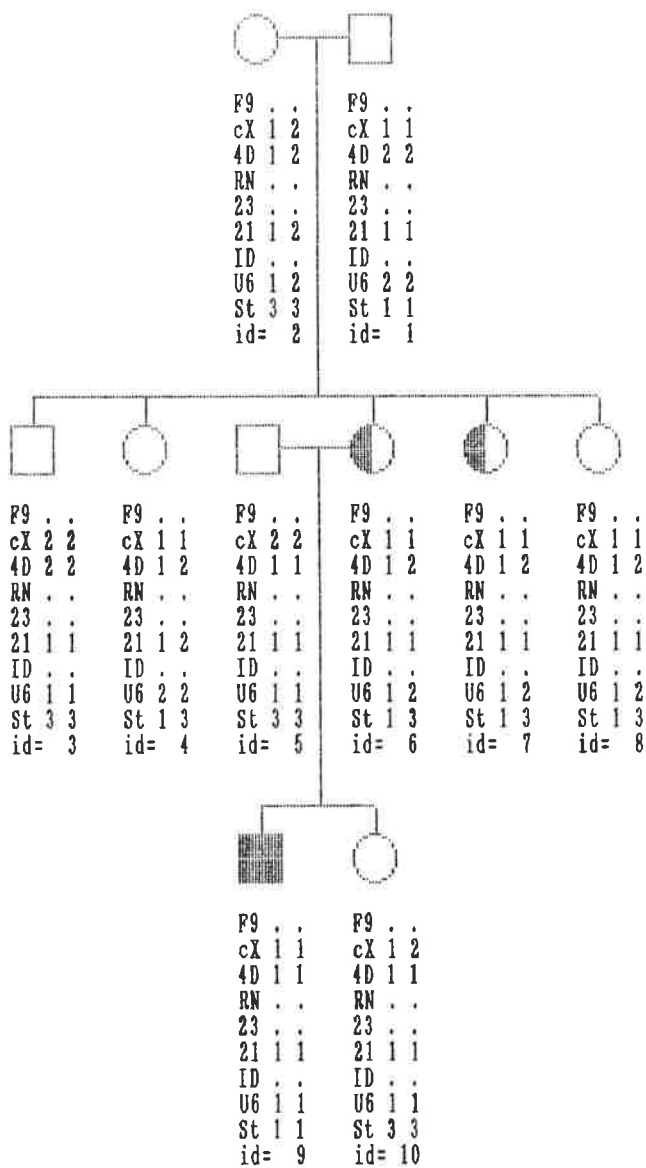 F9 . .
cX 1 2
4D 1 2
RN . .
23 . .
21 1 2
ID . .
U6 1 2
St 3 3
id= 2
F9 . .
cX 1 1
4D 2 2
RN . .
23 . .
21 1 1
ID . .
U6 2 2
St 1 1
id= 1
F9 . .
cX 2 2
4D 2 2
RN . .
23 . .
21 1 1
ID . .
U6 1 1
St 3 3
id= 3
F9 . .
cX 1 1
4D 1 2
RN . .
23 . .
21 1 2
ID . .
U6 2 2
St 1 3
id= 4
F9 . .
cX 2 2
4D 1 1
RN . .
23 . .
21 1 1
ID . .
U6 1 1
St 3 3
id= 5
F9 . .
cX 1 1
4D 1 2
RN . .
23 . .
21 1 1
ID . .
U6 1 2
St 1 3
id= 6
F9 . .
cX 1 1
4D 1 2
RN . .
23 . .
21 1 1
ID . .
U6 1 2
St 1 3
id= 7
F9 . .
cX 1 1
4D 1 2
RN . .
23 . .
21 1 1
ID . .
U6 1 2
St 1 3
id= 8
F9 . .
cX 1 1
4D 1 1
RN . .
23 . .
21 1 1
ID . .
U6 1 1
St 1 1
id= 9
F9 . .
cX 1 2
4D 1 1
RN . .
23 . .
21 1 1
ID . .
U6 1 1
St 3 3
id= 10